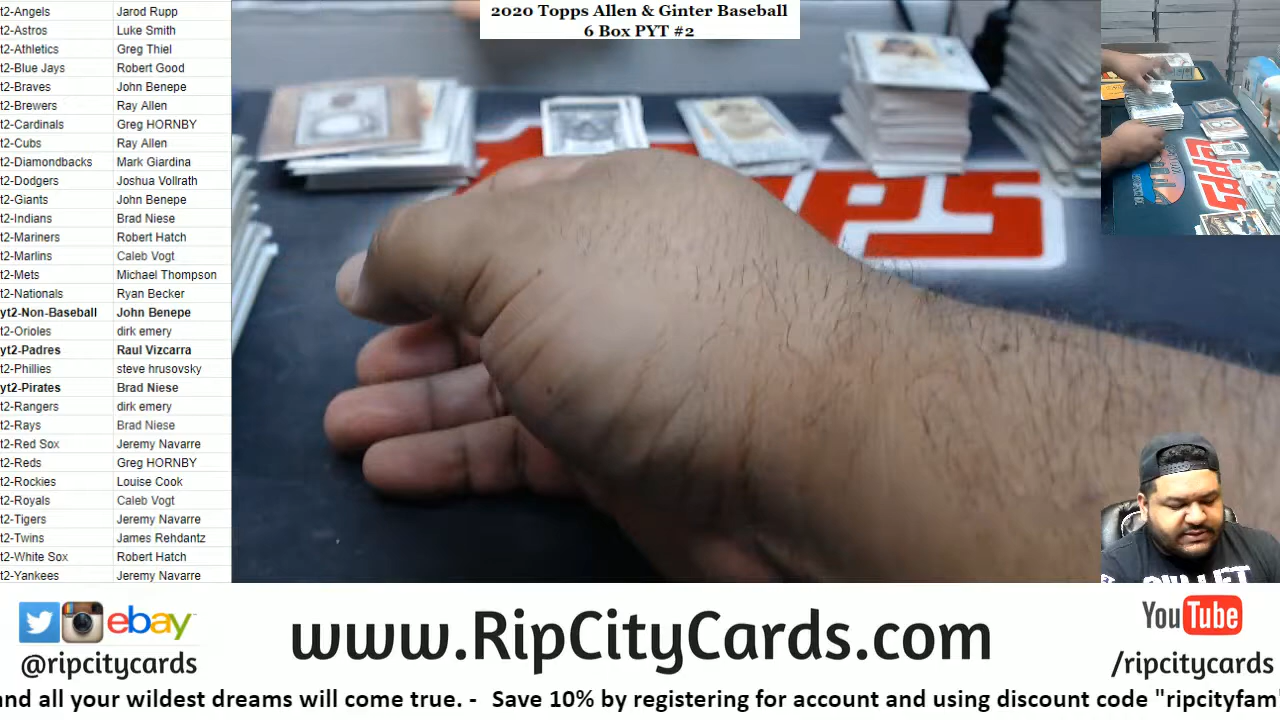 2020 Topps Allen & Ginter Baseball
6 Box PYT #2
t2-Angels Jarod Rupp
t2-Astros Luke Smith
t2-Athletics Greg Thiel
t2-Blue Jays Robert Good
t2-Braves John Benepe
t2-Brewers Ray Allen
t2-Cardinals Greg HORNBY
t2-Cubs Ray Allen
t2-Diamondbacks Mark Giardina
t2-Dodgers Joshua Vollrath
t2-Giants John Benepe
t2-Indians Brad Niese
t2-Mariners Robert Hatch
t2-Marlins Caleb Vogt
t2-Mets Michael Thompson
t2-Nationals Ryan Becker
yt2-Non-Baseball John Benepe
t2-Orioles dirk emery
yt2-Padres Raul Vizcarra
t2-Phillies steve hrusovsky
yt2-Pirates Brad Niese
t2-Rangers dirk emery
t2-Rays Brad Niese
t2-Red Sox Jeremy Navarre
t2-Reds Greg HORNBY
t2-Rockies Louise Cook
t2-Royals Caleb Vogt
t2-Tigers Jeremy Navarre
t2-Twins James Rehdantz
t2-White Sox Robert Hatch
t2-Yankees Jeremy Navarre
ebay
@ripcitycards
www.RipCityCards.com
YouTube
/ripcitycards
and all your wildest dreams will come true. - Save 10% by registering for account and using discount code "ripcityfam"